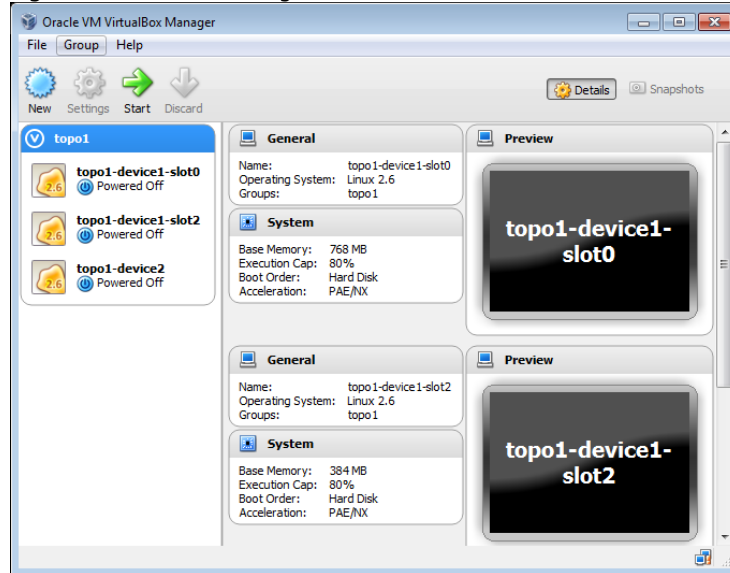 Oracle VM VirtualBox Manager
File Group Help
New Settings Start Discard
Details Snapshots
topo1
topo1-device1-slot0
Powered Off
topo1-device1-slot2
Powered Off
topo1-device2
Powered Off
2.6
2.6
2.6
General
Name: topo1-device1-slot0
Operating System: Linux 2.6
Groups: topo1
System
Base Memory: 768 MB
Execution Cap: 80%
Boot Order: Hard Disk
Acceleration: PAE/NX
Preview
topo1-device1-
slot0
General
Name: topo1-device1-slot2
Operating System: Linux 2.6
Groups: topo1
System
Base Memory: 384 MB
Execution Cap: 80%
Boot Order: Hard Disk
Acceleration: PAE/NX
Preview
topo1-device1-
slot2